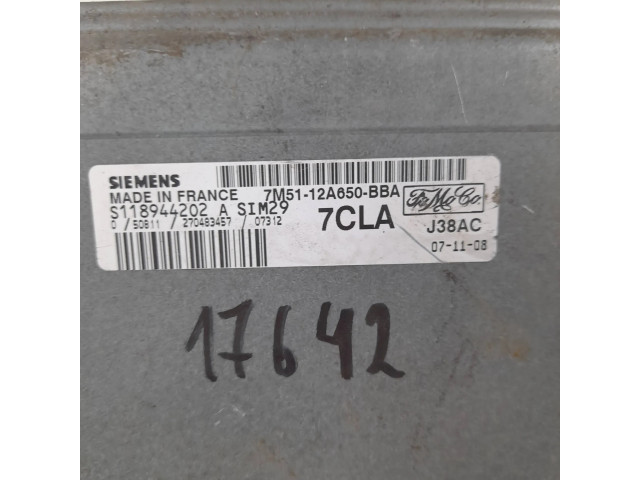 SIEMENS
MADE IN FRANCE 7M51-12A650-BBA
S118944202 A SIM29 7CLA FoMoCo
0 /50811 / 270483457 /07312 J38AC
07-11-08
17642